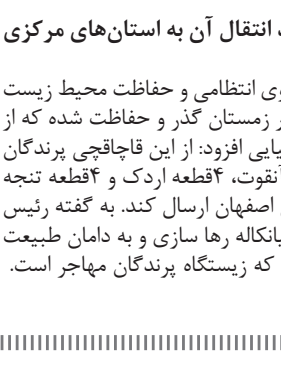 انتقال آن به استان‌های مرکزی
وی انتظامی و حفاظت محیط زیست
ر زمستان گذر و حفاظت شده که از
یایی افزود: از این قاچاقچی پرندگان
آنقوت، ۴قطعه اردک و ۴قطعه تنجه
اصفهان ارسال کند. به گفته رئیس
یانکاله رها سازی و به دامان طبیعت
که زیستگاه پرندگان مهاجر است.